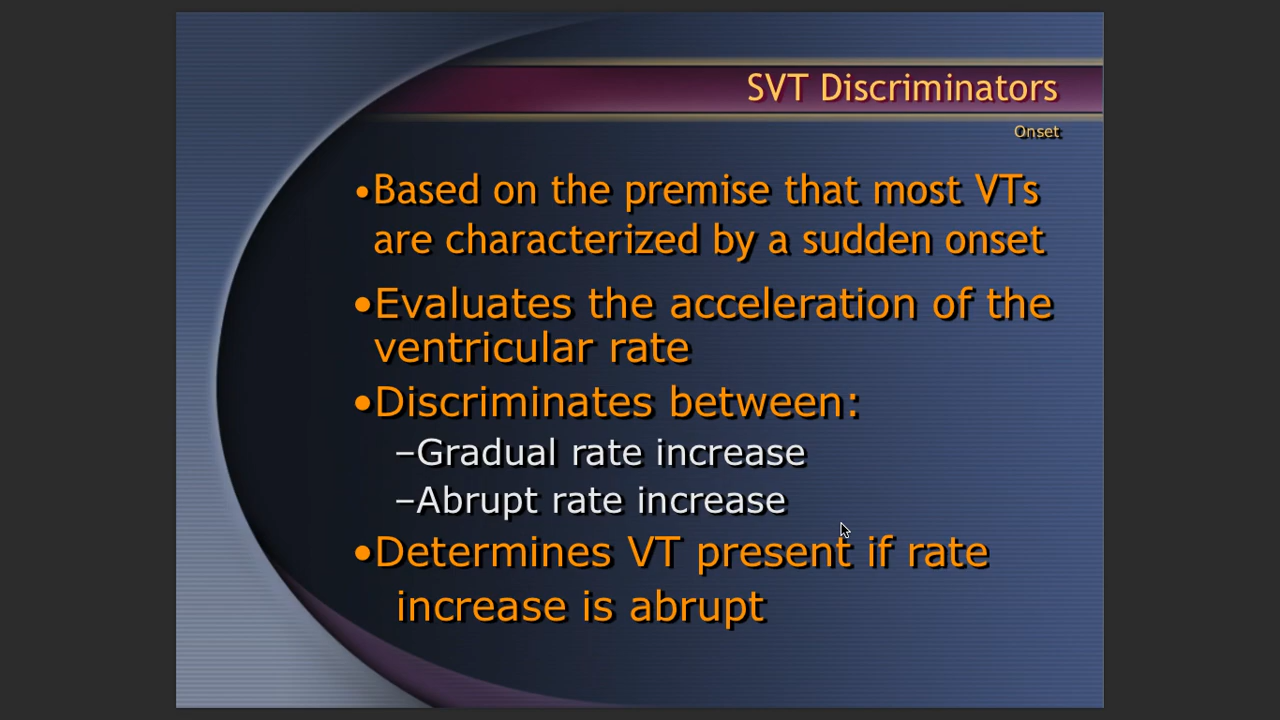 SVT Discriminators
Onset
•Based on the premise that most VTs
are characterized by a sudden onset
•Evaluates the acceleration of the
ventricular rate
•Discriminates between:
–Gradual rate increase
–Abrupt rate increase
•Determines VT present if rate
increase is abrupt